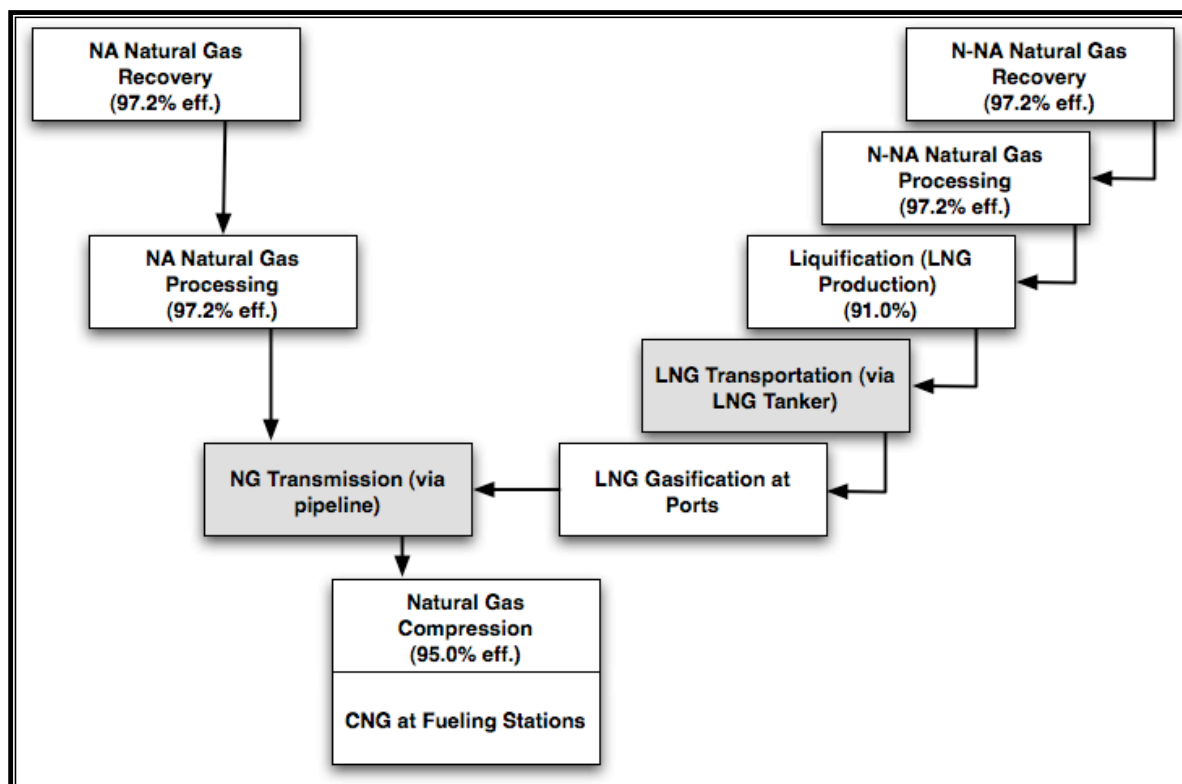 NA Natural Gas
Recovery
(97.2% eff.)
N-NA Natural Gas
Recovery
(97.2% eff.)
N-NA Natural Gas
Processing
(97.2% eff.)
NA Natural Gas
Processing
(97.2% eff.)
Liquification (LNG
Production)
(91.0%)
LNG Transportation (via
LNG Tanker)
NG Transmission (via
pipeline)
LNG Gasification at
Ports
Natural Gas
Compression
(95.0% eff.)
CNG at Fueling Stations